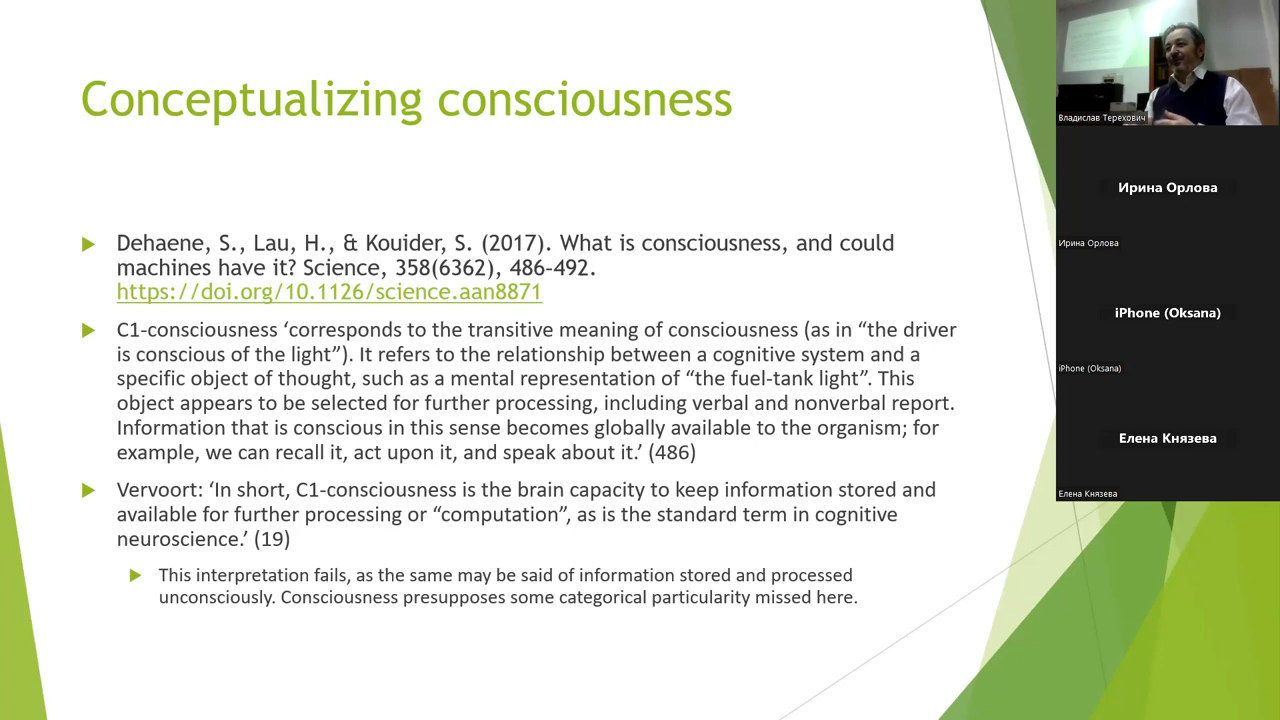 Conceptualizing consciousness
Dehaene, S., Lau, H., & Kouider, S. (2017). What is consciousness, and could
machines have it? Science, 358(6362), 486-492.
https://doi.org/10.1126/science.aan8871
C1-consciousness ‘corresponds to the transitive meaning of consciousness (as in “the driver
is conscious of the light”). It refers to the relationship between a cognitive system and a
specific object of thought, such as a mental representation of “the fuel-tank light”. This
object appears to be selected for further processing, including verbal and nonverbal report.
Information that is conscious in this sense becomes globally available to the organism; for
example, we can recall it, act upon it, and speak about it.’ (486)
Vervoort: ‘In short, C1-consciousness is the brain capacity to keep information stored and
available for further processing or “computation”, as is the standard term in cognitive
neuroscience.’ (19)
This interpretation fails, as the same may be said of information stored and processed
unconsciously. Consciousness presupposes some categorical particularity missed here.
Владислав Терехович
Ирина Орлова
Ирина Орлова
iPhone (Oksana)
iPhone (Oksana)
Елена Князева
Елена Князева